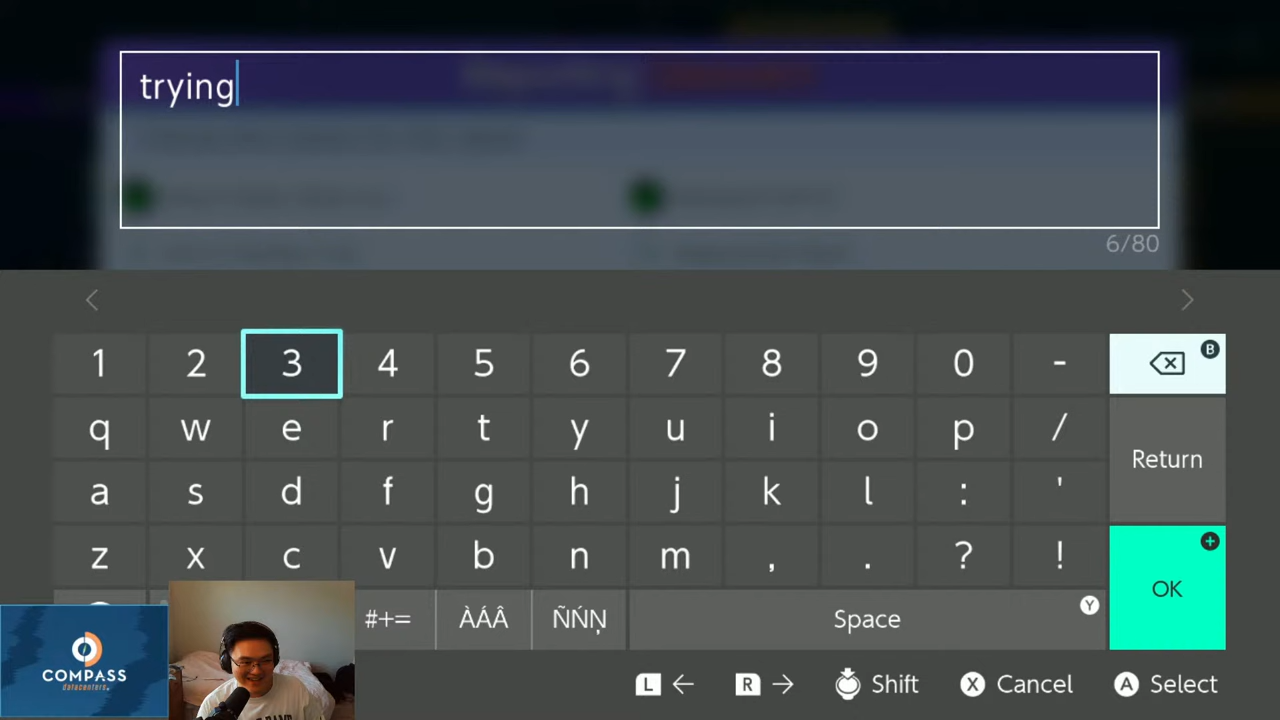 trying
6/80
1 2 3 4 5 6 7 8 9 0 -
B
q w e r t y u i o p /
Return
a s d f g h j k l : '
z x c v b n m , . ? !
+
OK
#+= ÀÁÂ ÑŃŅ Space Y
COMPASS
datacenters
L ← R → Shift X Cancel A Select